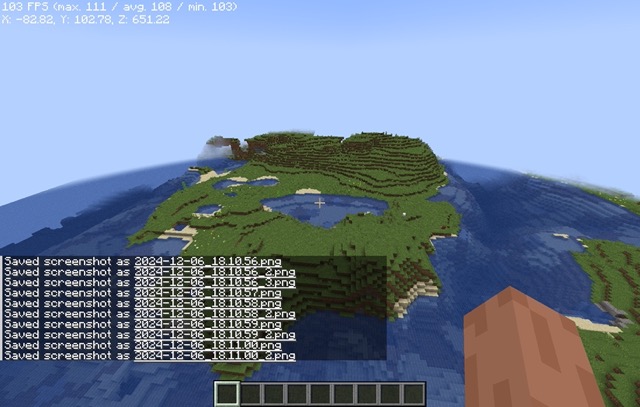 103 FPS (max. 111 / avg. 108 / min. 103)
X: -82.82, Y: 102.78, Z: 651.22
Saved screenshot as 2024-12-06_18.10.56.png
Saved screenshot as 2024-12-06_18.10.56_2.png
Saved screenshot as 2024-12-06_18.10.56_3.png
Saved screenshot as 2024-12-06_18.10.57.png
Saved screenshot as 2024-12-06_18.10.58.png
Saved screenshot as 2024-12-06_18.10.58_2.png
Saved screenshot as 2024-12-06_18.10.59.png
Saved screenshot as 2024-12-06_18.10.59_2.png
Saved screenshot as 2024-12-06_18.11.00.png
Saved screenshot as 2024-12-06_18.11.00_2.png